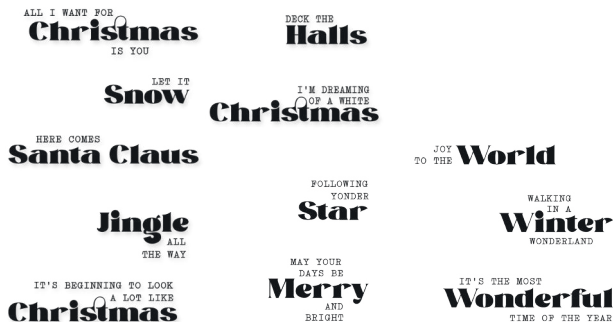 ALL I WANT FOR
Christmas
IS YOU
DECK THE
Halls
LET IT
Snow
I'M DREAMING
OF A WHITE
Christmas
HERE COMES
Santa Claus
JOY
TO THE World
FOLLOWING
YONDER
Star
WALKING
IN A
Winter
WONDERLAND
Jingle
ALL
THE WAY
MAY YOUR
DAYS BE
Merry
AND
BRIGHT
IT'S BEGINNING TO LOOK
A LOT LIKE
Christmas
IT'S THE MOST
Wonderful
TIME OF THE YEAR